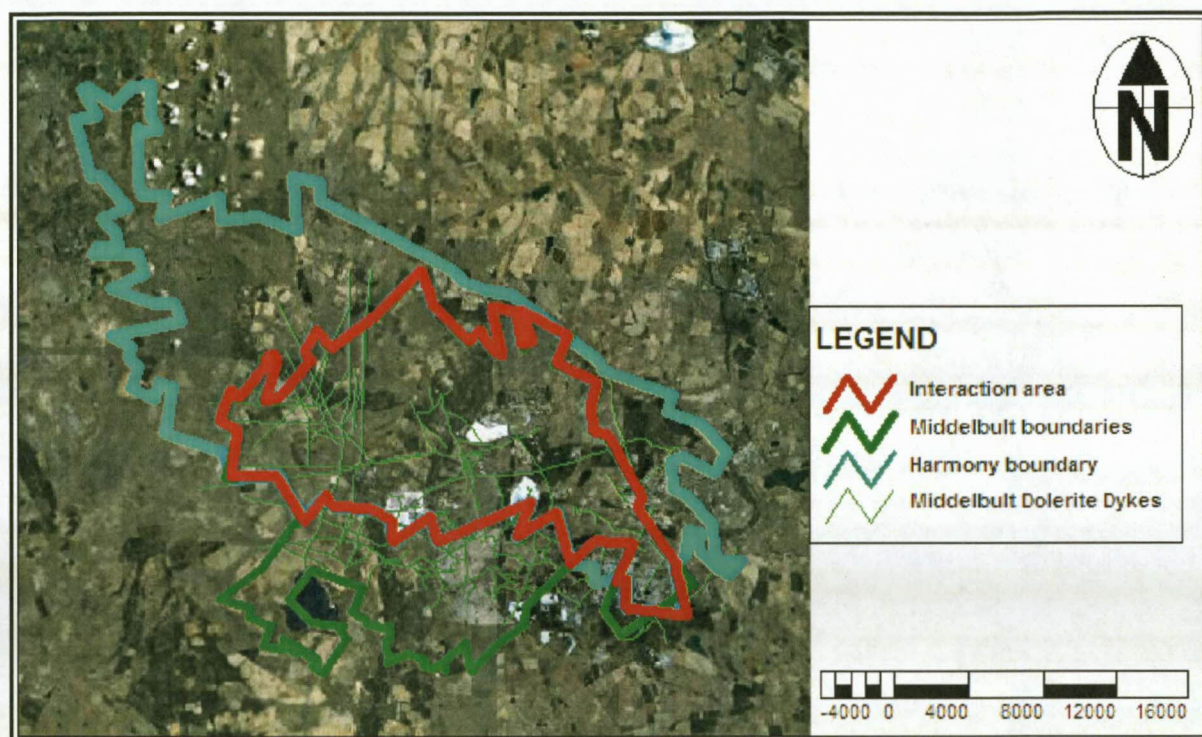 N
LEGEND
Interaction area
Middelbult boundaries
Harmony boundary
Middelbult Dolerite Dykes
-4000 0 4000 8000 12000 16000